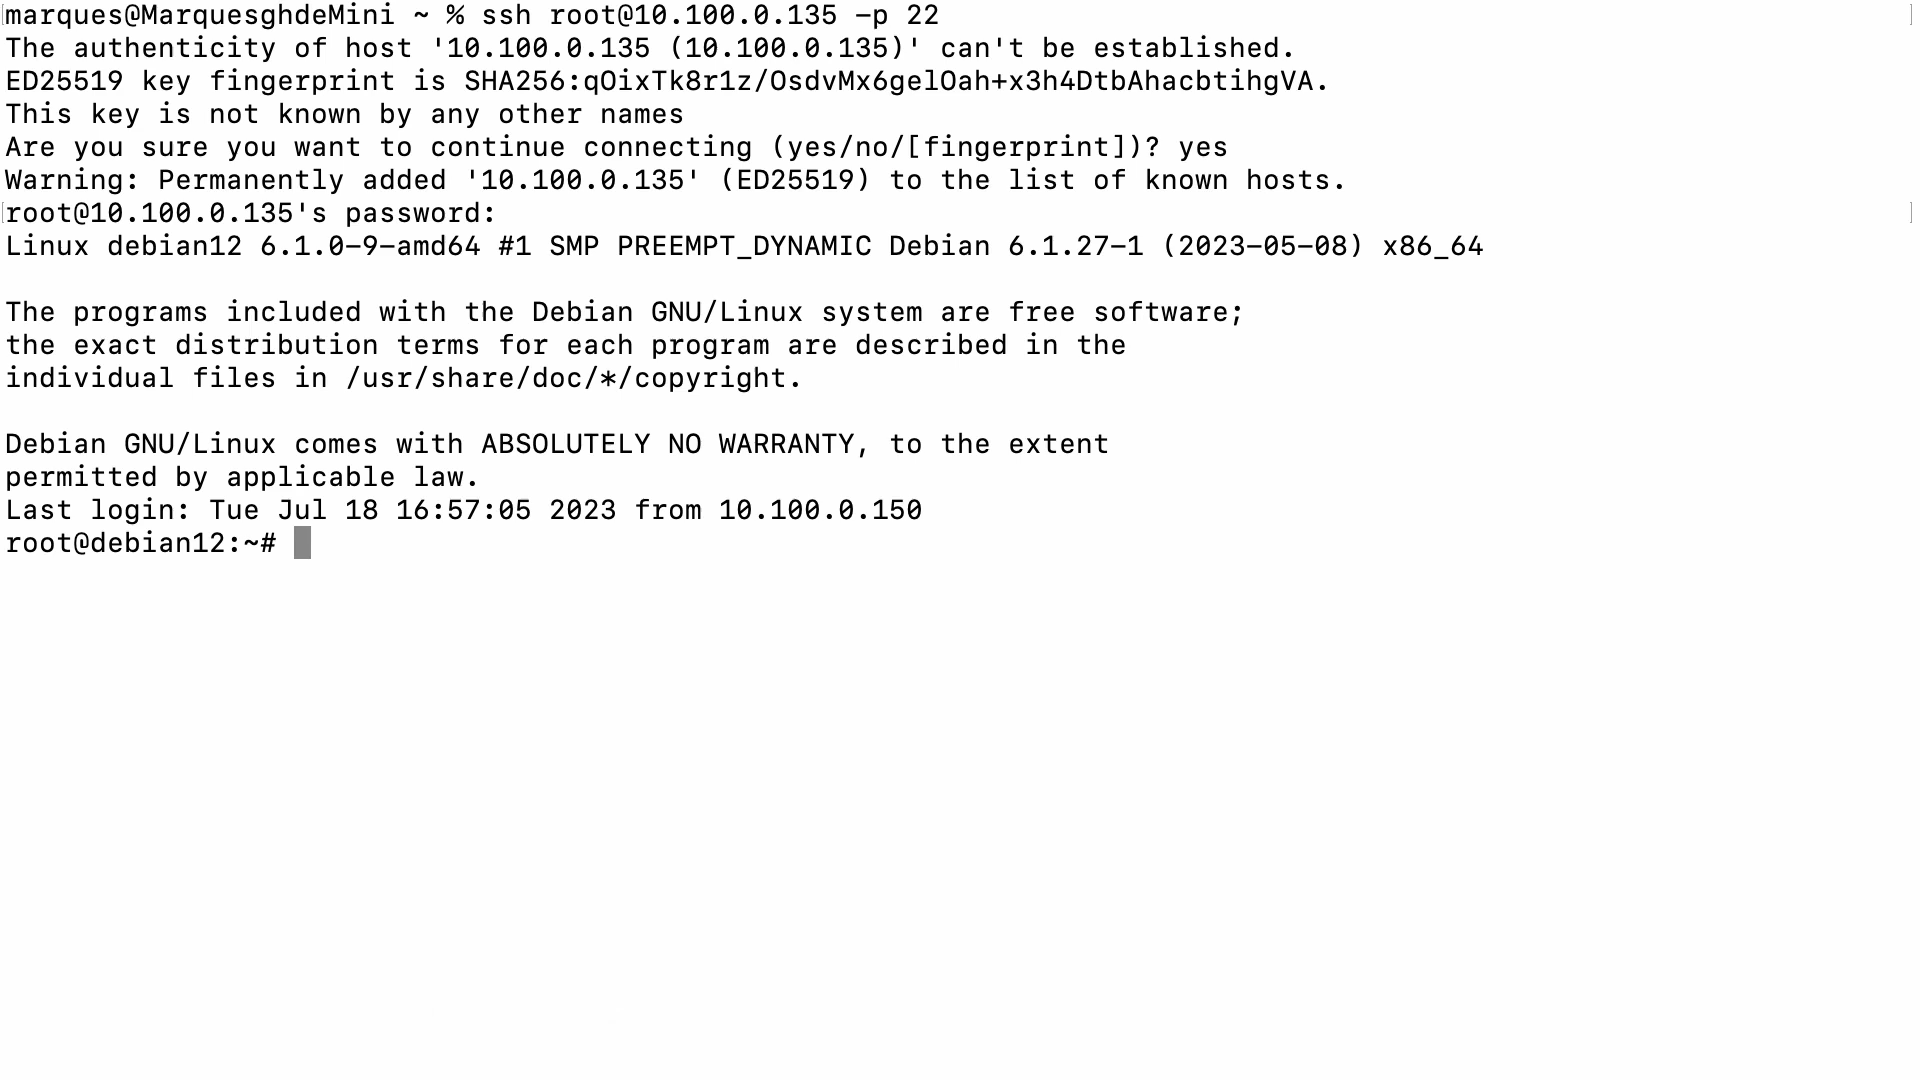 marques@MarquesghdeMini ~ % ssh root@10.100.0.135 -p 22
The authenticity of host '10.100.0.135 (10.100.0.135)' can't be established.
ED25519 key fingerprint is SHA256:qOixTk8r1z/OsdvMx6gelOah+x3h4DtbAhacbtihgVA.
This key is not known by any other names
Are you sure you want to continue connecting (yes/no/[fingerprint])? yes
Warning: Permanently added '10.100.0.135' (ED25519) to the list of known hosts.
root@10.100.0.135's password:
Linux debian12 6.1.0-9-amd64 #1 SMP PREEMPT_DYNAMIC Debian 6.1.27-1 (2023-05-08) x86_64

The programs included with the Debian GNU/Linux system are free software;
the exact distribution terms for each program are described in the
individual files in /usr/share/doc/*/copyright.

Debian GNU/Linux comes with ABSOLUTELY NO WARRANTY, to the extent
permitted by applicable law.
Last login: Tue Jul 18 16:57:05 2023 from 10.100.0.150
root@debian12:~#